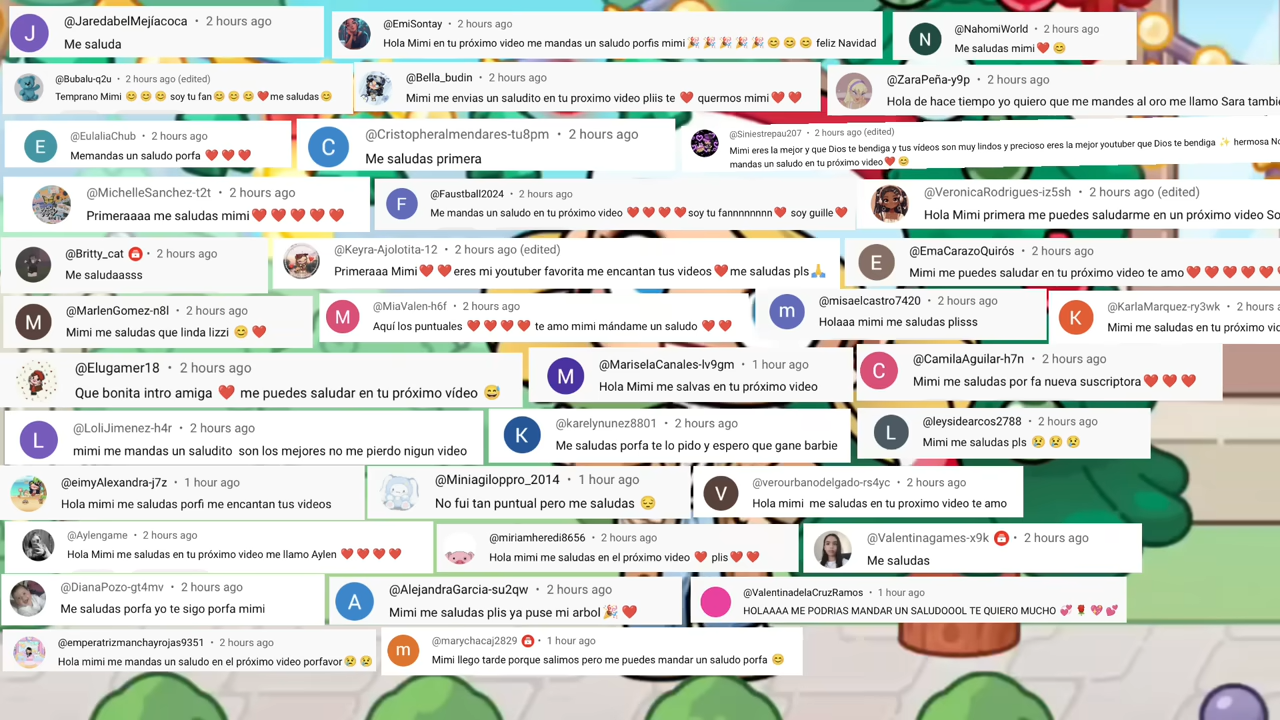 @JaredabelMejíacoca • 2 hours ago
Me saluda
@EmiSontay • 2 hours ago
Hola Mimi en tu próximo video me mandas un saludo porfis mimi🎉🎉🎉🎉🎉😊😊😊 feliz Navidad
@NahomiWorld • 2 hours ago
Me saludas mimi❤️😊
@Bubalu-q2u • 2 hours ago (edited)
Temprano Mimi 😊😊😊 soy tu fan😊😊😊❤️me saludas😊
@Bella_budin • 2 hours ago
Mimi me envias un saludito en tu proximo video pliis te ❤️ quermos mimi❤️❤️
@ZaraPeña-y9p • 2 hours ago
Hola de hace tiempo yo quiero que me mandes al oro me llamo Sara tambi
@EulaliaChub • 2 hours ago
Memandas un saludo porfa ❤️❤️❤️
@Cristopheralmendares-tu8pm • 2 hours ago
Me saludas primera
@Siniestrepau207 • 2 hours ago (edited)
Mimi eres la mejor y que Dios te bendiga y tus vídeos son muy lindos y precioso eres la mejor youtuber que Dios te bendiga ✨ hermosa No
mandas un saludo en tu próximo video❤️😊
@MichelleSanchez-t2t • 2 hours ago
Primeraaaa me saludas mimi❤️❤️❤️❤️❤️
@Faustball2024 • 2 hours ago
Me mandas un saludo en tu próximo video ❤️❤️❤️❤️soy tu fannnnnnnn❤️ soy guille❤️
@VeronicaRodrigues-iz5sh • 2 hours ago (edited)
Hola Mimi primera me puedes saludarme en un próximo video So
@Britty_cat • 2 hours ago
Me saludaasss
@Keyra-Ajolotita-12 • 2 hours ago (edited)
Primeraaa Mimi❤️❤️eres mi youtuber favorita me encantan tus videos❤️me saludas pls🙏
@EmaCarazoQuirós • 2 hours ago
Mimi me puedes saludar en tu próximo video te amo❤️❤️❤️❤️❤️❤️
@MarlenGomez-n8l • 2 hours ago
Mimi me saludas que linda lizzi 😊❤️
@MiaValen-h6f • 2 hours ago
Aquí los puntuales ❤️❤️❤️❤️ te amo mimi mándame un saludo ❤️❤️
@misaelcastro7420 • 2 hours ago
Holaaa mimi me saludas plisss
@KarlaMarquez-ry3wk • 2 hours a
Mimi me saludas en tu próximo vid
@Elugamer18 • 2 hours ago
Que bonita intro amiga ❤️ me puedes saludar en tu próximo vídeo 😅
@MariselaCanales-lv9gm • 1 hour ago
Hola Mimi me salvas en tu próximo video
@CamilaAguilar-h7n • 2 hours ago
Mimi me saludas por fa nueva suscriptora❤️❤️❤️
@LoliJimenez-h4r • 2 hours ago
mimi me mandas un saludito son los mejores no me pierdo nigun video
@karelynunez8801 • 2 hours ago
Me saludas porfa te lo pido y espero que gane barbie
@leysidearcos2788 • 2 hours ago
Mimi me saludas pls 😢😢😢
@eimyAlexandra-j7z • 1 hour ago
Hola mimi me saludas porfi me encantan tus videos
@Miniagiloppro_2014 • 1 hour ago
No fui tan puntual pero me saludas 😔
@verourbanodelgado-rs4yc • 2 hours ago
Hola mimi me saludas en tu proximo video te amo
@Aylengame • 2 hours ago
Hola Mimi me saludas en tu próximo video me llamo Aylen ❤️❤️❤️❤️
@miriamheredi8656 • 2 hours ago
Hola mimi me saludas en el próximo video ❤️ plis❤️❤️
@Valentinagames-x9k • 2 hours ago
Me saludas
@DianaPozo-gt4mv • 2 hours ago
Me saludas porfa yo te sigo porfa mimi
@AlejandraGarcia-su2qw • 2 hours ago
Mimi me saludas plis ya puse mi arbol🎉❤️
@ValentinadelaCruzRamos • 1 hour ago
HOLAAAA ME PODRIAS MANDAR UN SALUDOOOL TE QUIERO MUCHO 💞🌹💖💕
@emperatrizmanchayrojas9351 • 2 hours ago
Hola mimi me mandas un saludo en el próximo video porfavor😢😢
@marychacaj2829 • 1 hour ago
Mimi llego tarde porque salimos pero me puedes mandar un saludo porfa 😊